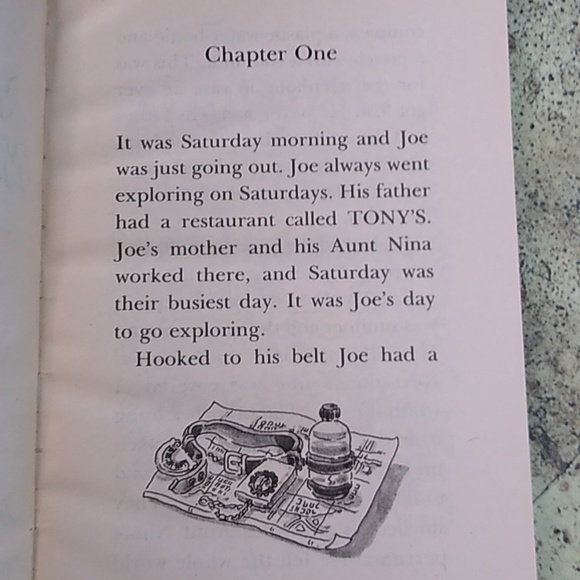 Chapter One
It was Saturday morning and Joe
was just going out. Joe always went
exploring on Saturdays. His father
had a restaurant called TONY'S.
Joe's mother and his Aunt Nina
worked there, and Saturday was
their busiest day. It was Joe's day
to go exploring.
Hooked to his belt Joe had a